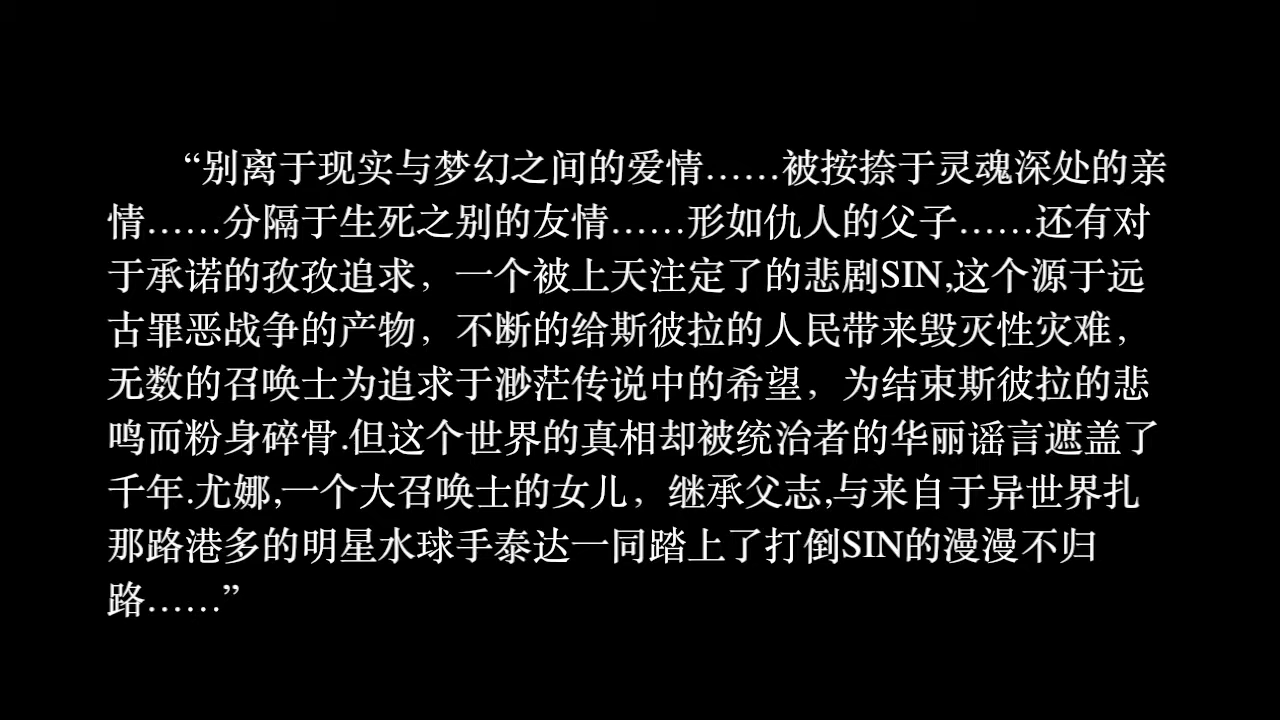 “别离于现实与梦幻之间的爱情……被按捺于灵魂深处的亲
情……分隔于生死之别的友情……形如仇人的父子……还有对
于承诺的孜孜追求，一个被上天注定了的悲剧SIN,这个源于远
古罪恶战争的产物，不断的给斯彼拉的人民带来毁灭性灾难，
无数的召唤士为追求于渺茫传说中的希望，为结束斯彼拉的悲
鸣而粉身碎骨.但这个世界的真相却被统治者的华丽谣言遮盖了
千年.尤娜,一个大召唤士的女儿，继承父志,与来自于异世界扎
那路港多的明星水球手泰达一同踏上了打倒SIN的漫漫不归
路……”